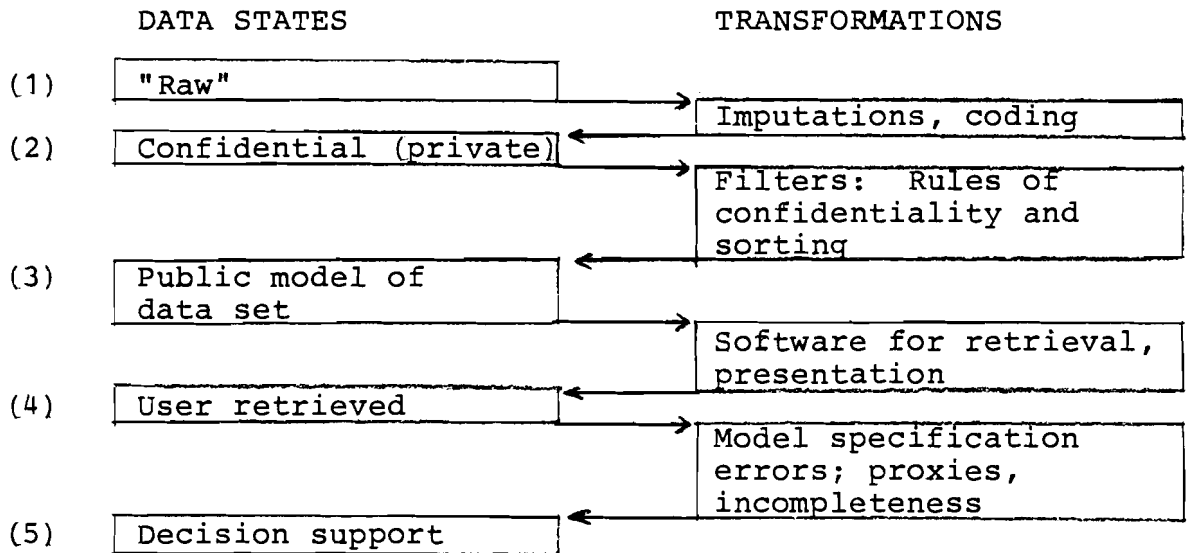 DATA STATES TRANSFORMATIONS
(1) "Raw"
Imputations, coding
(2) Confidential (private)
Filters: Rules of
confidentiality and
sorting
(3) Public model of
data set
Software for retrieval,
presentation
(4) User retrieved
Model specification
errors; proxies,
incompleteness
(5) Decision support